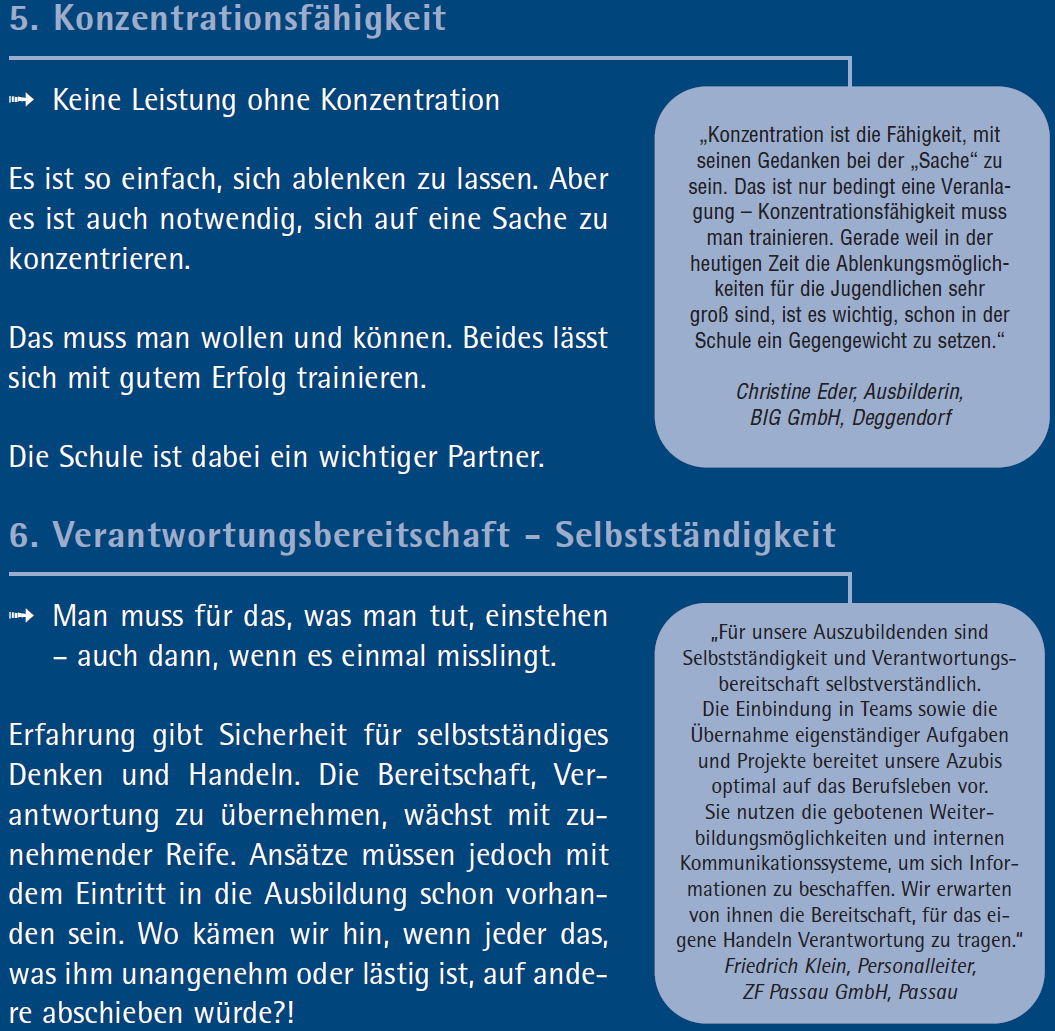 5. Konzentrationsfähigkeit
➟ Keine Leistung ohne Konzentration
Es ist so einfach, sich ablenken zu lassen. Aber
es ist auch notwendig, sich auf eine Sache zu
konzentrieren.
Das muss man wollen und können. Beides lässt
sich mit gutem Erfolg trainieren.
Die Schule ist dabei ein wichtiger Partner.
„Konzentration ist die Fähigkeit, mit
seinen Gedanken bei der „Sache“ zu
sein. Das ist nur bedingt eine Veranla-
gung – Konzentrationsfähigkeit muss
man trainieren. Gerade weil in der
heutigen Zeit die Ablenkungsmöglich-
keiten für die Jugendlichen sehr
groß sind, ist es wichtig, schon in der
Schule ein Gegengewicht zu setzen.“
Christine Eder, Ausbilderin,
BIG GmbH, Deggendorf
6. Verantwortungsbereitschaft – Selbstständigkeit
➟ Man muss für das, was man tut, einstehen
– auch dann, wenn es einmal misslingt.
Erfahrung gibt Sicherheit für selbstständiges
Denken und Handeln. Die Bereitschaft, Ver-
antwortung zu übernehmen, wächst mit zu-
nehmender Reife. Ansätze müssen jedoch mit
dem Eintritt in die Ausbildung schon vorhan-
den sein. Wo kämen wir hin, wenn jeder das,
was ihm unangenehm oder lästig ist, auf ande-
re abschieben würde?!
„Für unsere Auszubildenden sind
Selbstständigkeit und Verantwortungs-
bereitschaft selbstverständlich.
Die Einbindung in Teams sowie die
Übernahme eigenständiger Aufgaben
und Projekte bereitet unsere Azubis
optimal auf das Berufsleben vor.
Sie nutzen die gebotenen Weiter-
bildungsmöglichkeiten und internen
Kommunikationssysteme, um sich Infor-
mationen zu beschaffen. Wir erwarten
von ihnen die Bereitschaft, für das ei-
gene Handeln Verantwortung zu tragen.“
Friedrich Klein, Personalleiter,
ZF Passau GmbH, Passau